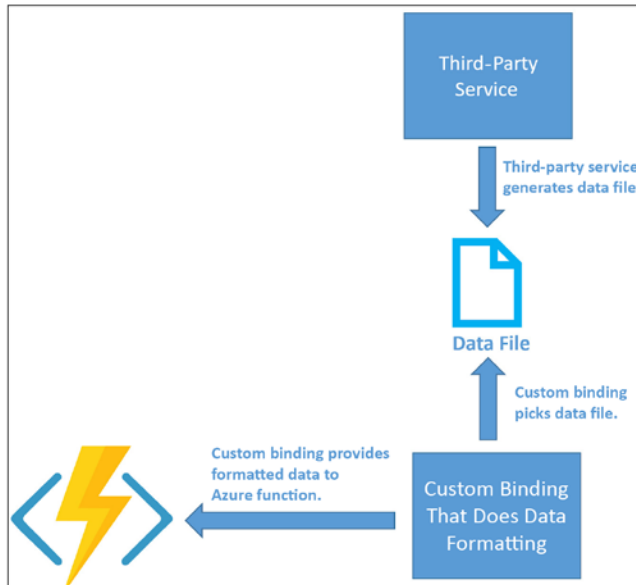 Third-Party
Service
Third-party service
generates data file
Data File
Custom binding
picks data file.
Custom binding provides
formatted data to
Azure function.
Custom Binding
That Does Data
Formatting